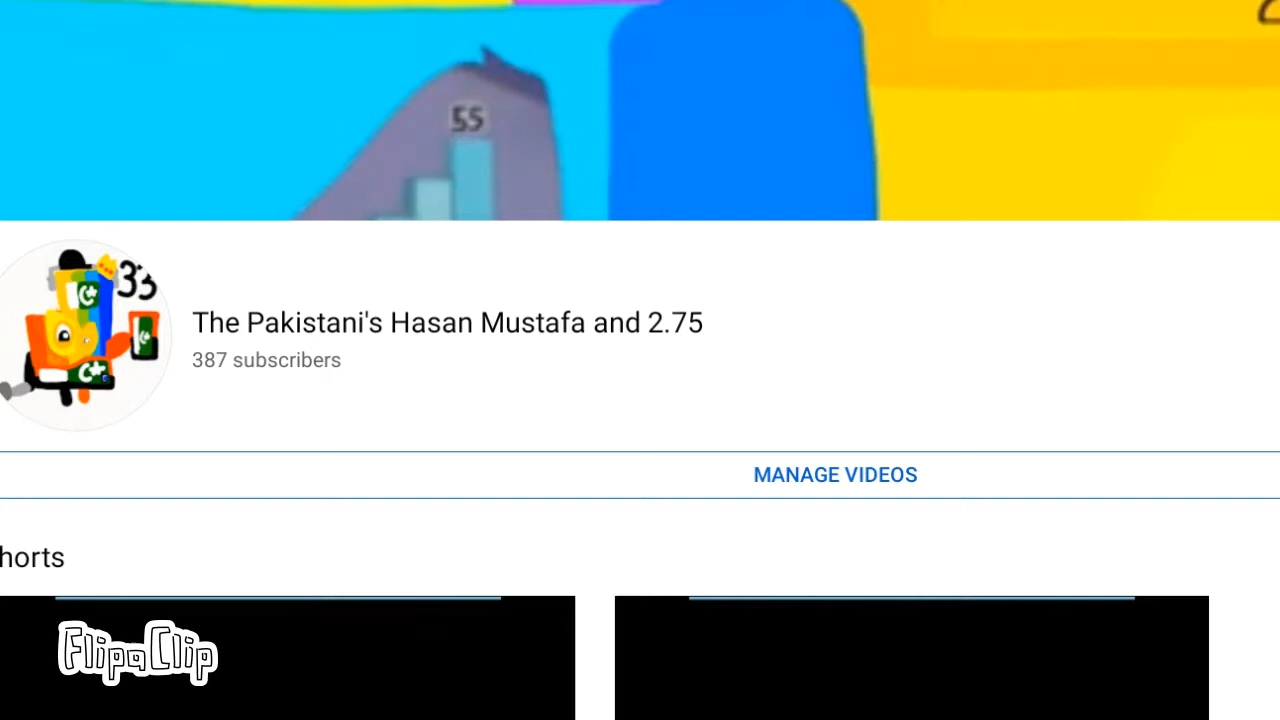 55
33
The Pakistani's Hasan Mustafa and 2.75
387 subscribers
MANAGE VIDEOS
horts
FlipaClip